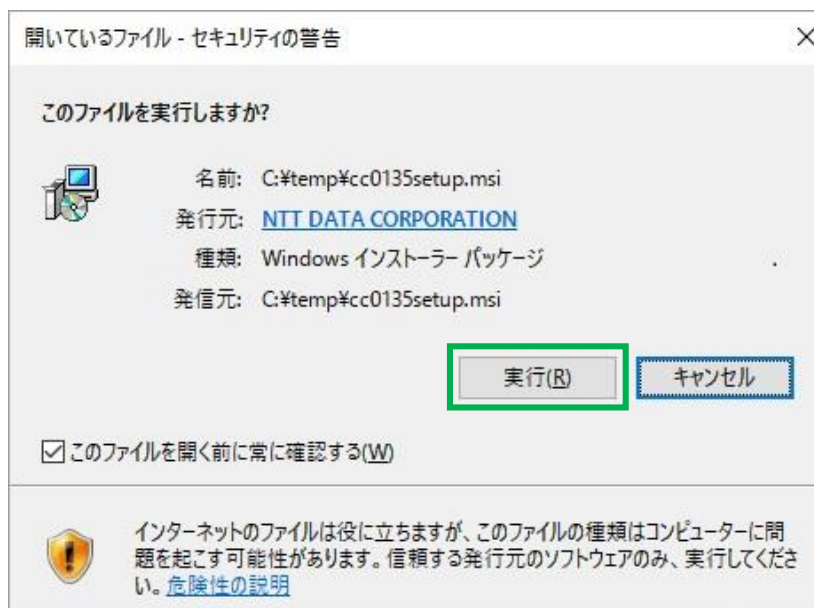 開いているファイル - セキュリティの警告
このファイルを実行しますか?
名前: C:¥temp¥cc0135setup.msi
発行元: NTT DATA CORPORATION
種類: Windows インストーラー パッケージ
発信元: C:¥temp¥cc0135setup.msi
実行(R) キャンセル
このファイルを開く前に常に確認する(W)
インターネットのファイルは役に立ちますが、このファイルの種類はコンピューターに問
題を起こす可能性があります。信頼する発行元のソフトウェアのみ、実行してくださ
い。危険性の説明